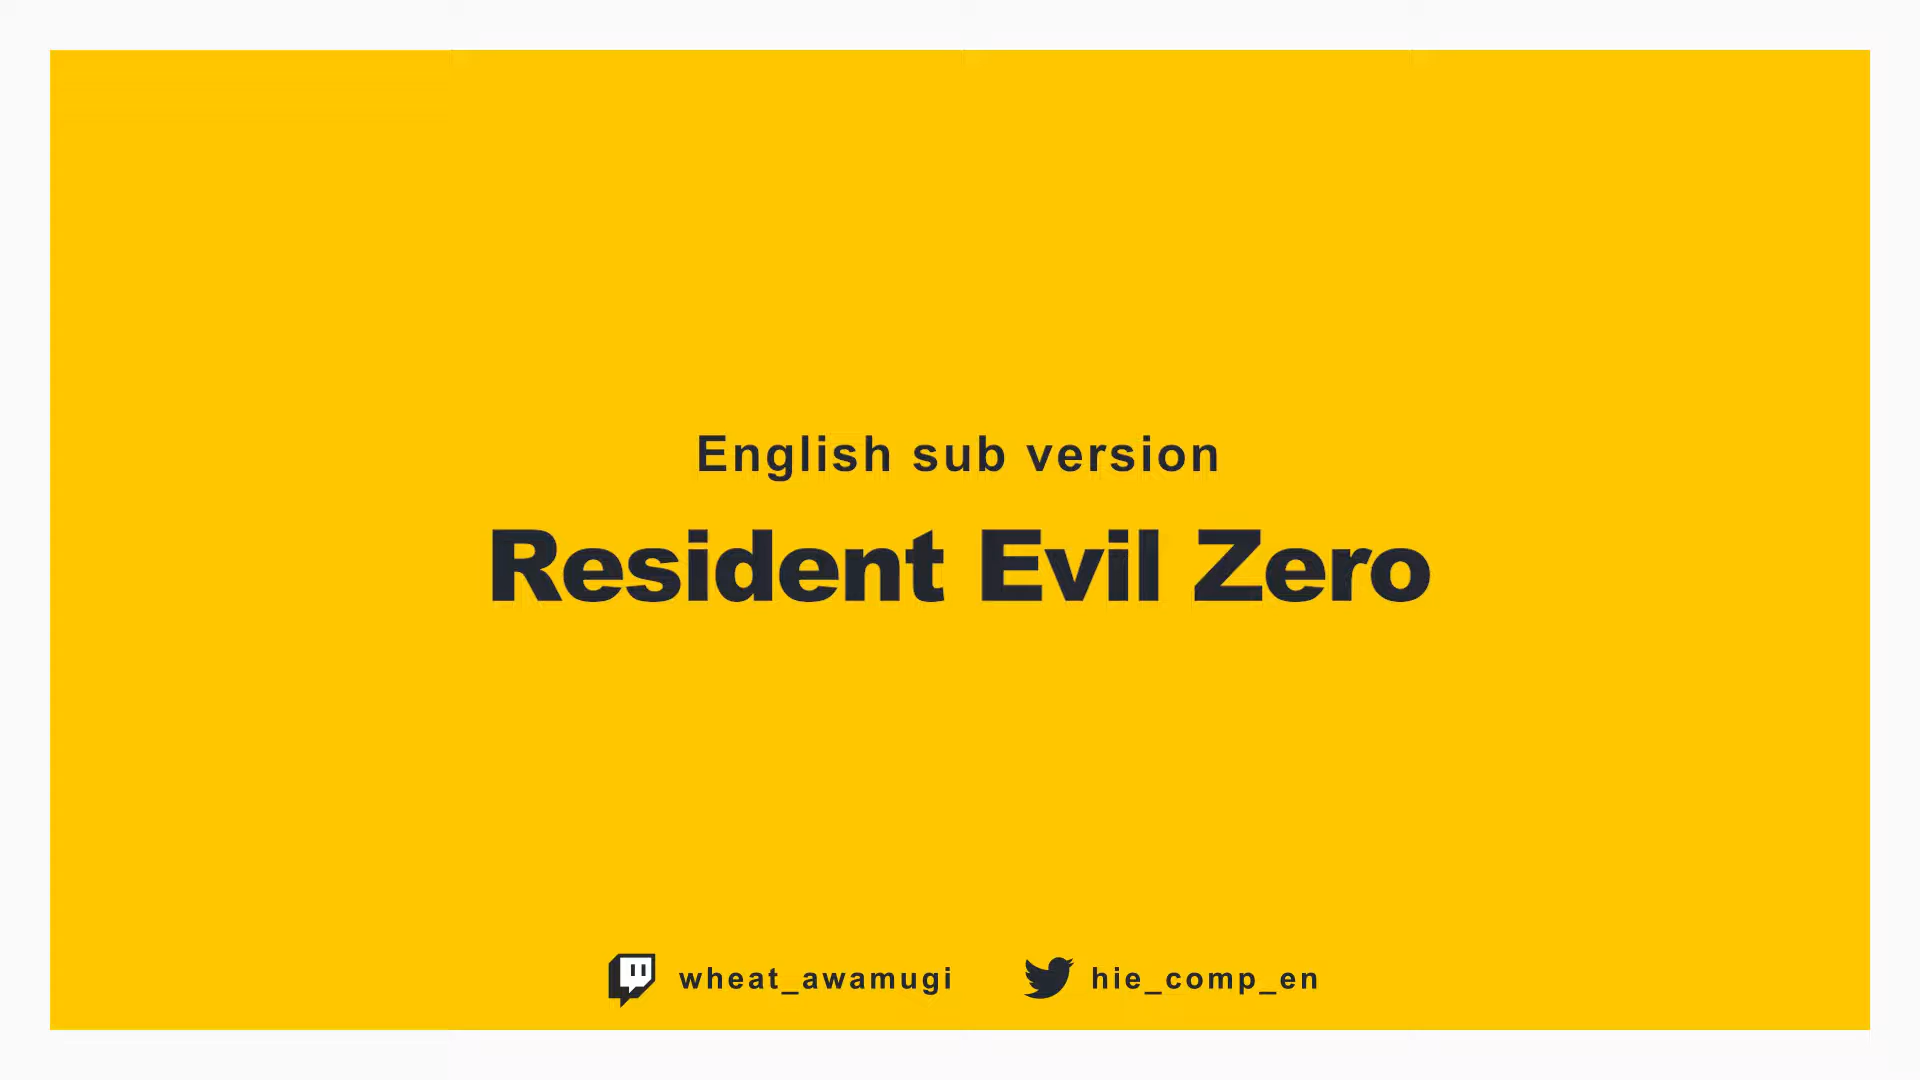 English sub version
Resident Evil Zero
wheat_awamugi hie_comp_en